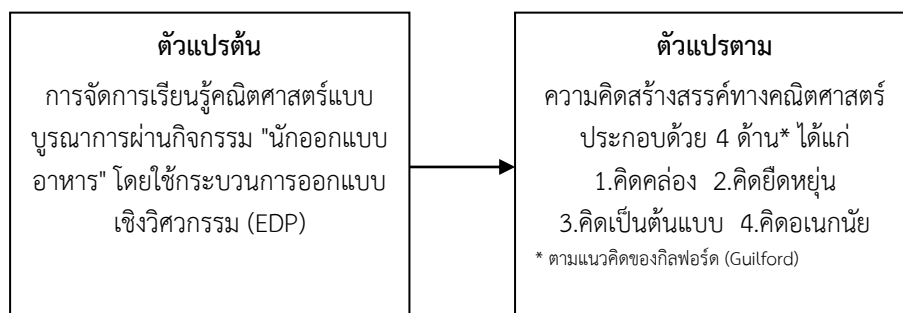 ตัวแปรต้น
การจัดการเรียนรู้คณิตศาสตร์แบบ
บูรณาการผ่านกิจกรรม "นักออกแบบ
อาหาร" โดยใช้กระบวนการออกแบบ
เชิงวิศวกรรม (EDP)
ตัวแปรตาม
ความคิดสร้างสรรค์ทางคณิตศาสตร์
ประกอบด้วย 4 ด้าน* ได้แก่
1.คิดคล่อง 2.คิดยืดหยุ่น
3.คิดเป็นต้นแบบ 4.คิดอเนกนัย
* ตามแนวคิดของกิลฟอร์ด (Guilford)